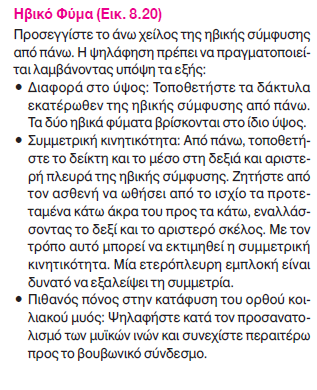 Ηβικό Φύμα (Εικ. 8.20)
Προσεγγίστε το άνω χείλος της ηβικής σύμφυσης
από πάνω. Η ψηλάφηση πρέπει να πραγματοποιεί-
ται λαμβάνοντας υπόψη τα εξής:
• Διαφορά στο ύψος: Τοποθετήστε τα δάκτυλα
εκατέρωθεν της ηβικής σύμφυσης από πάνω.
Τα δύο ηβικά φύματα βρίσκονται στο ίδιο ύψος.
• Συμμετρική κινητικότητα: Από πάνω, τοποθετή-
στε το δείκτη και το μέσο στη δεξιά και αριστε-
ρή πλευρά της ηβικής σύμφυσης. Ζητήστε από
τον ασθενή να ωθήσει από το ισχίο τα προτε-
ταμένα κάτω άκρα του προς τα κάτω, εναλλάσ-
σοντας το δεξί και το αριστερό σκέλος. Με τον
τρόπο αυτό μπορεί να εκτιμηθεί η συμμετρική
κινητικότητα. Μία ετερόπλευρη εμπλοκή είναι
δυνατό να εξαλείψει τη συμμετρία.
• Πιθανός πόνος στην κατάφυση του ορθού κοι-
λιακού μυός: Ψηλαφήστε κατά τον προσανατο-
λισμό των μυϊκών ινών και συνεχίστε περαιτέρω
προς το βουβωνικό σύνδεσμο.